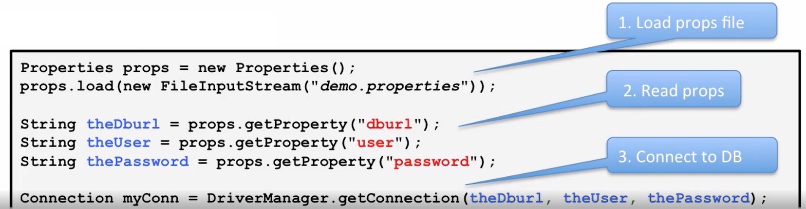 1. Load props file
Properties props = new Properties();
props.load(new FileInputStream("demo.properties"));
2. Read props
String theDburl = props.getProperty("dburl");
String theUser = props.getProperty("user");
String thePassword = props.getProperty("password");
3. Connect to DB
Connection myConn = DriverManager.getConnection(theDburl, theUser, thePassword);